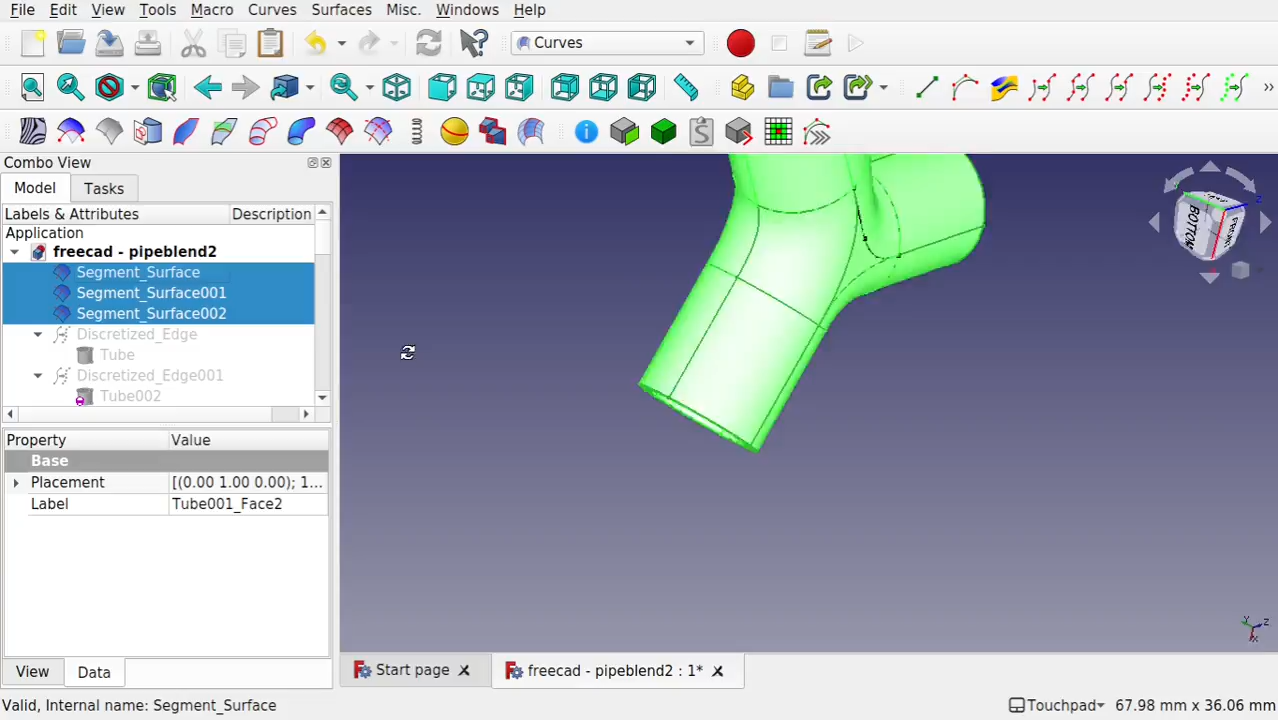 File Edit View Tools Macro Curves Surfaces Misc. Windows Help
Curves
Combo View
Model Tasks
Labels & Attributes Description
Application
freecad - pipeblend2
Segment_Surface
Segment_Surface001
Segment_Surface002
Discretized_Edge
Tube
Discretized_Edge001
Tube002
Property Value
Base
Placement [(0.00 1.00 0.00); 1...
Label Tube001_Face2
View Data
BOTTOM
Z
Start page
freecad - pipeblend2 : 1*
Y Z
X
Valid, Internal name: Segment_Surface
Touchpad 67.98 mm x 36.06 mm